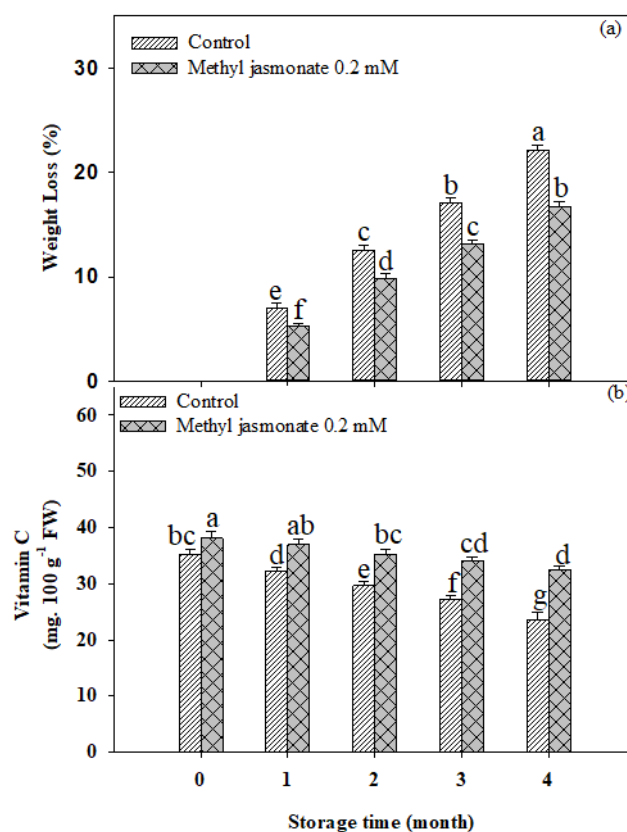 (a)
Control
Methyl jasmonate 0.2 mM
Weight Loss (%)
30
20
10
0
e f c d b c a b
(b)
Control
Methyl jasmonate 0.2 mM
Vitamin C
(mg. 100 g⁻¹ FW)
60
50
40
30
20
10
0
bc a d ab e bc f cd g d
0 1 2 3 4
Storage time (month)